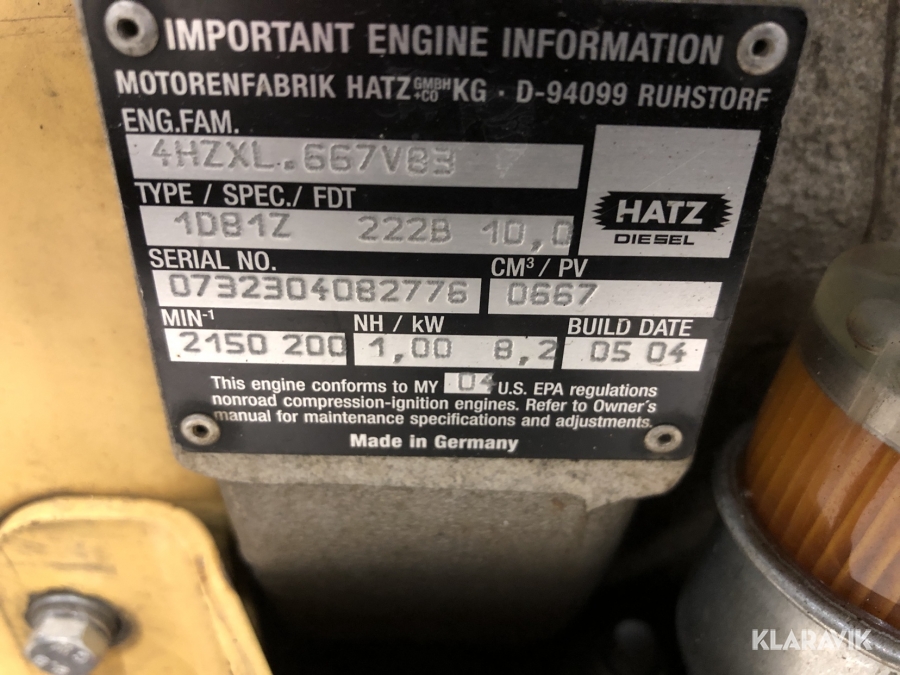 IMPORTANT ENGINE INFORMATION
MOTORENFABRIK HATZ GMBH +CO KG · D-94099 RUHSTORF
ENG.FAM.
4HZXL.667V83
TYPE / SPEC./ FDT
1D81Z 222B 10,0
HATZ
DIESEL
SERIAL NO.
0732304082776
CM³/ PV
0667
MIN-1
2150 200
NH / kW
1,00 8,2
BUILD DATE
05 04
This engine conforms to MY 04 U.S. EPA regulations
nonroad compression-ignition engines. Refer to Owner´s
manual for maintenance specifications and adjustments.
Made in Germany
KLARAVIK